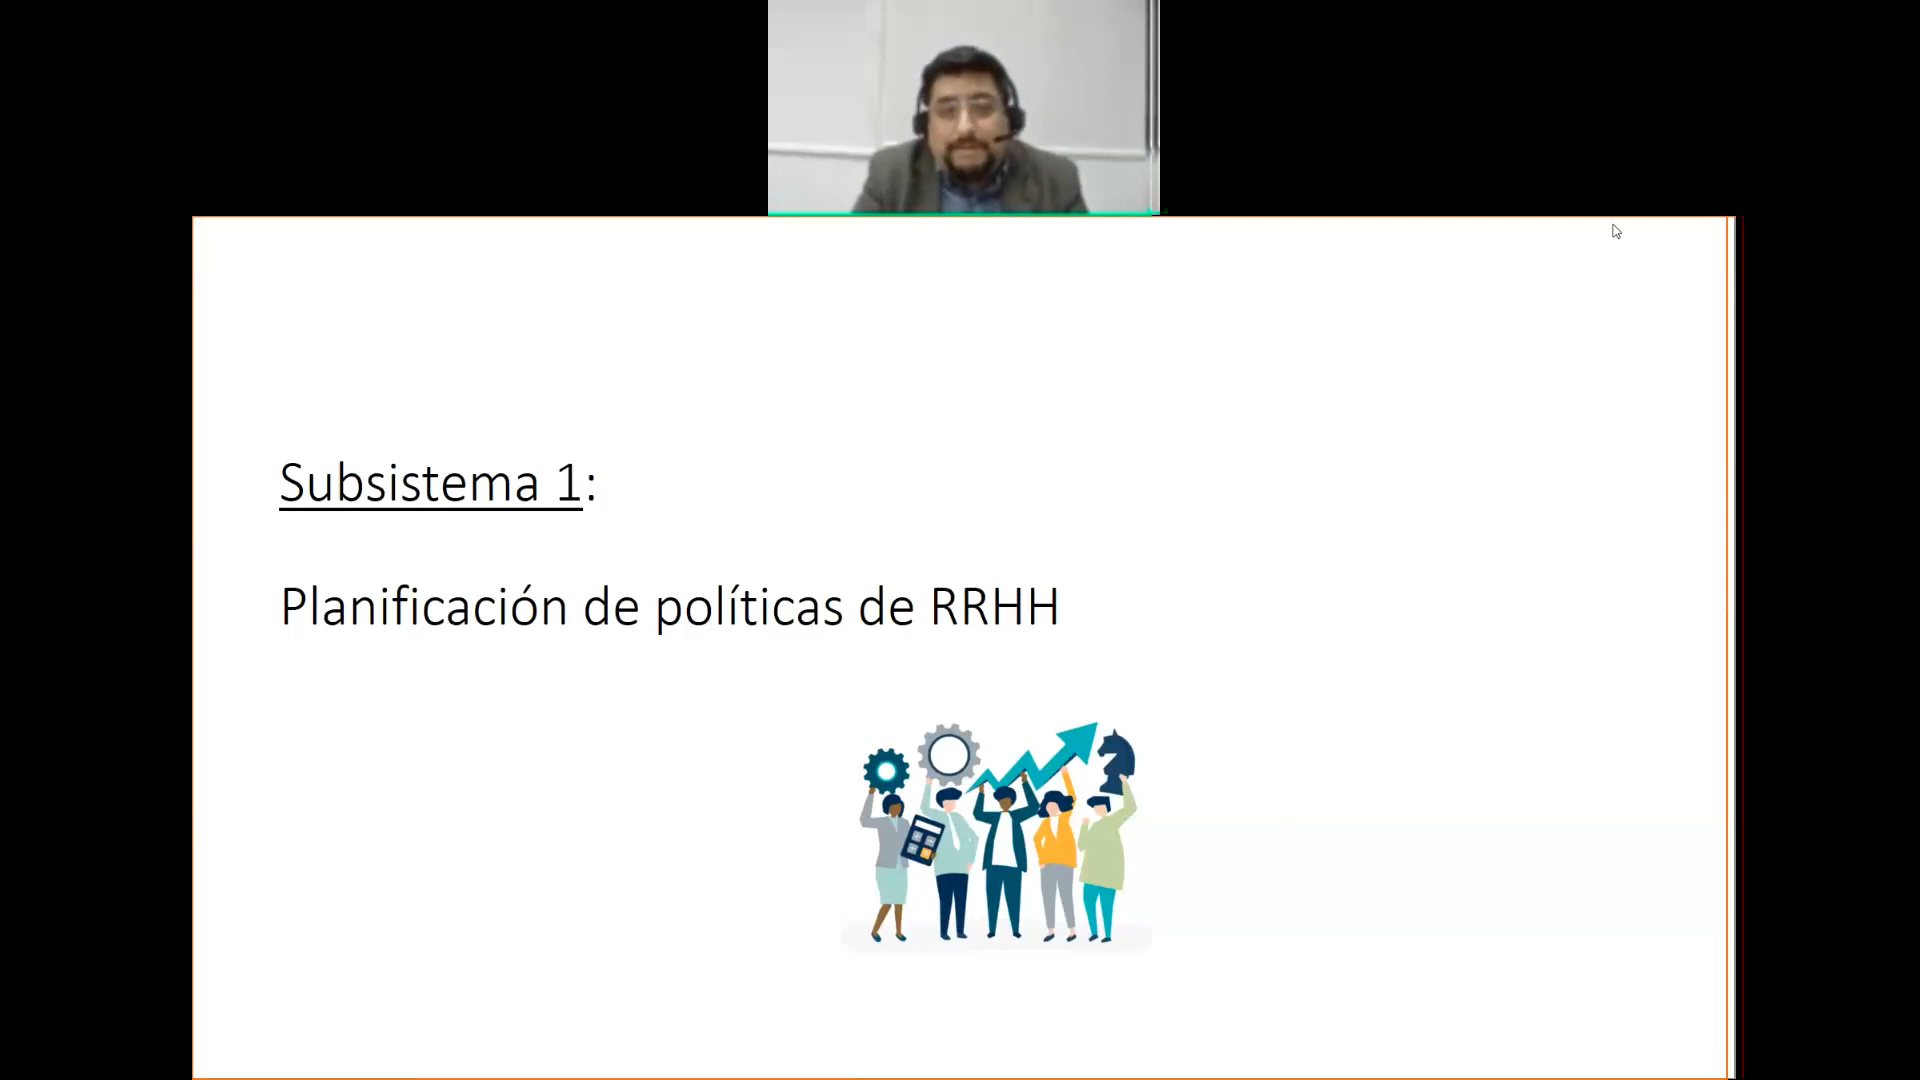 Subsistema 1:
Planificación de políticas de RRHH